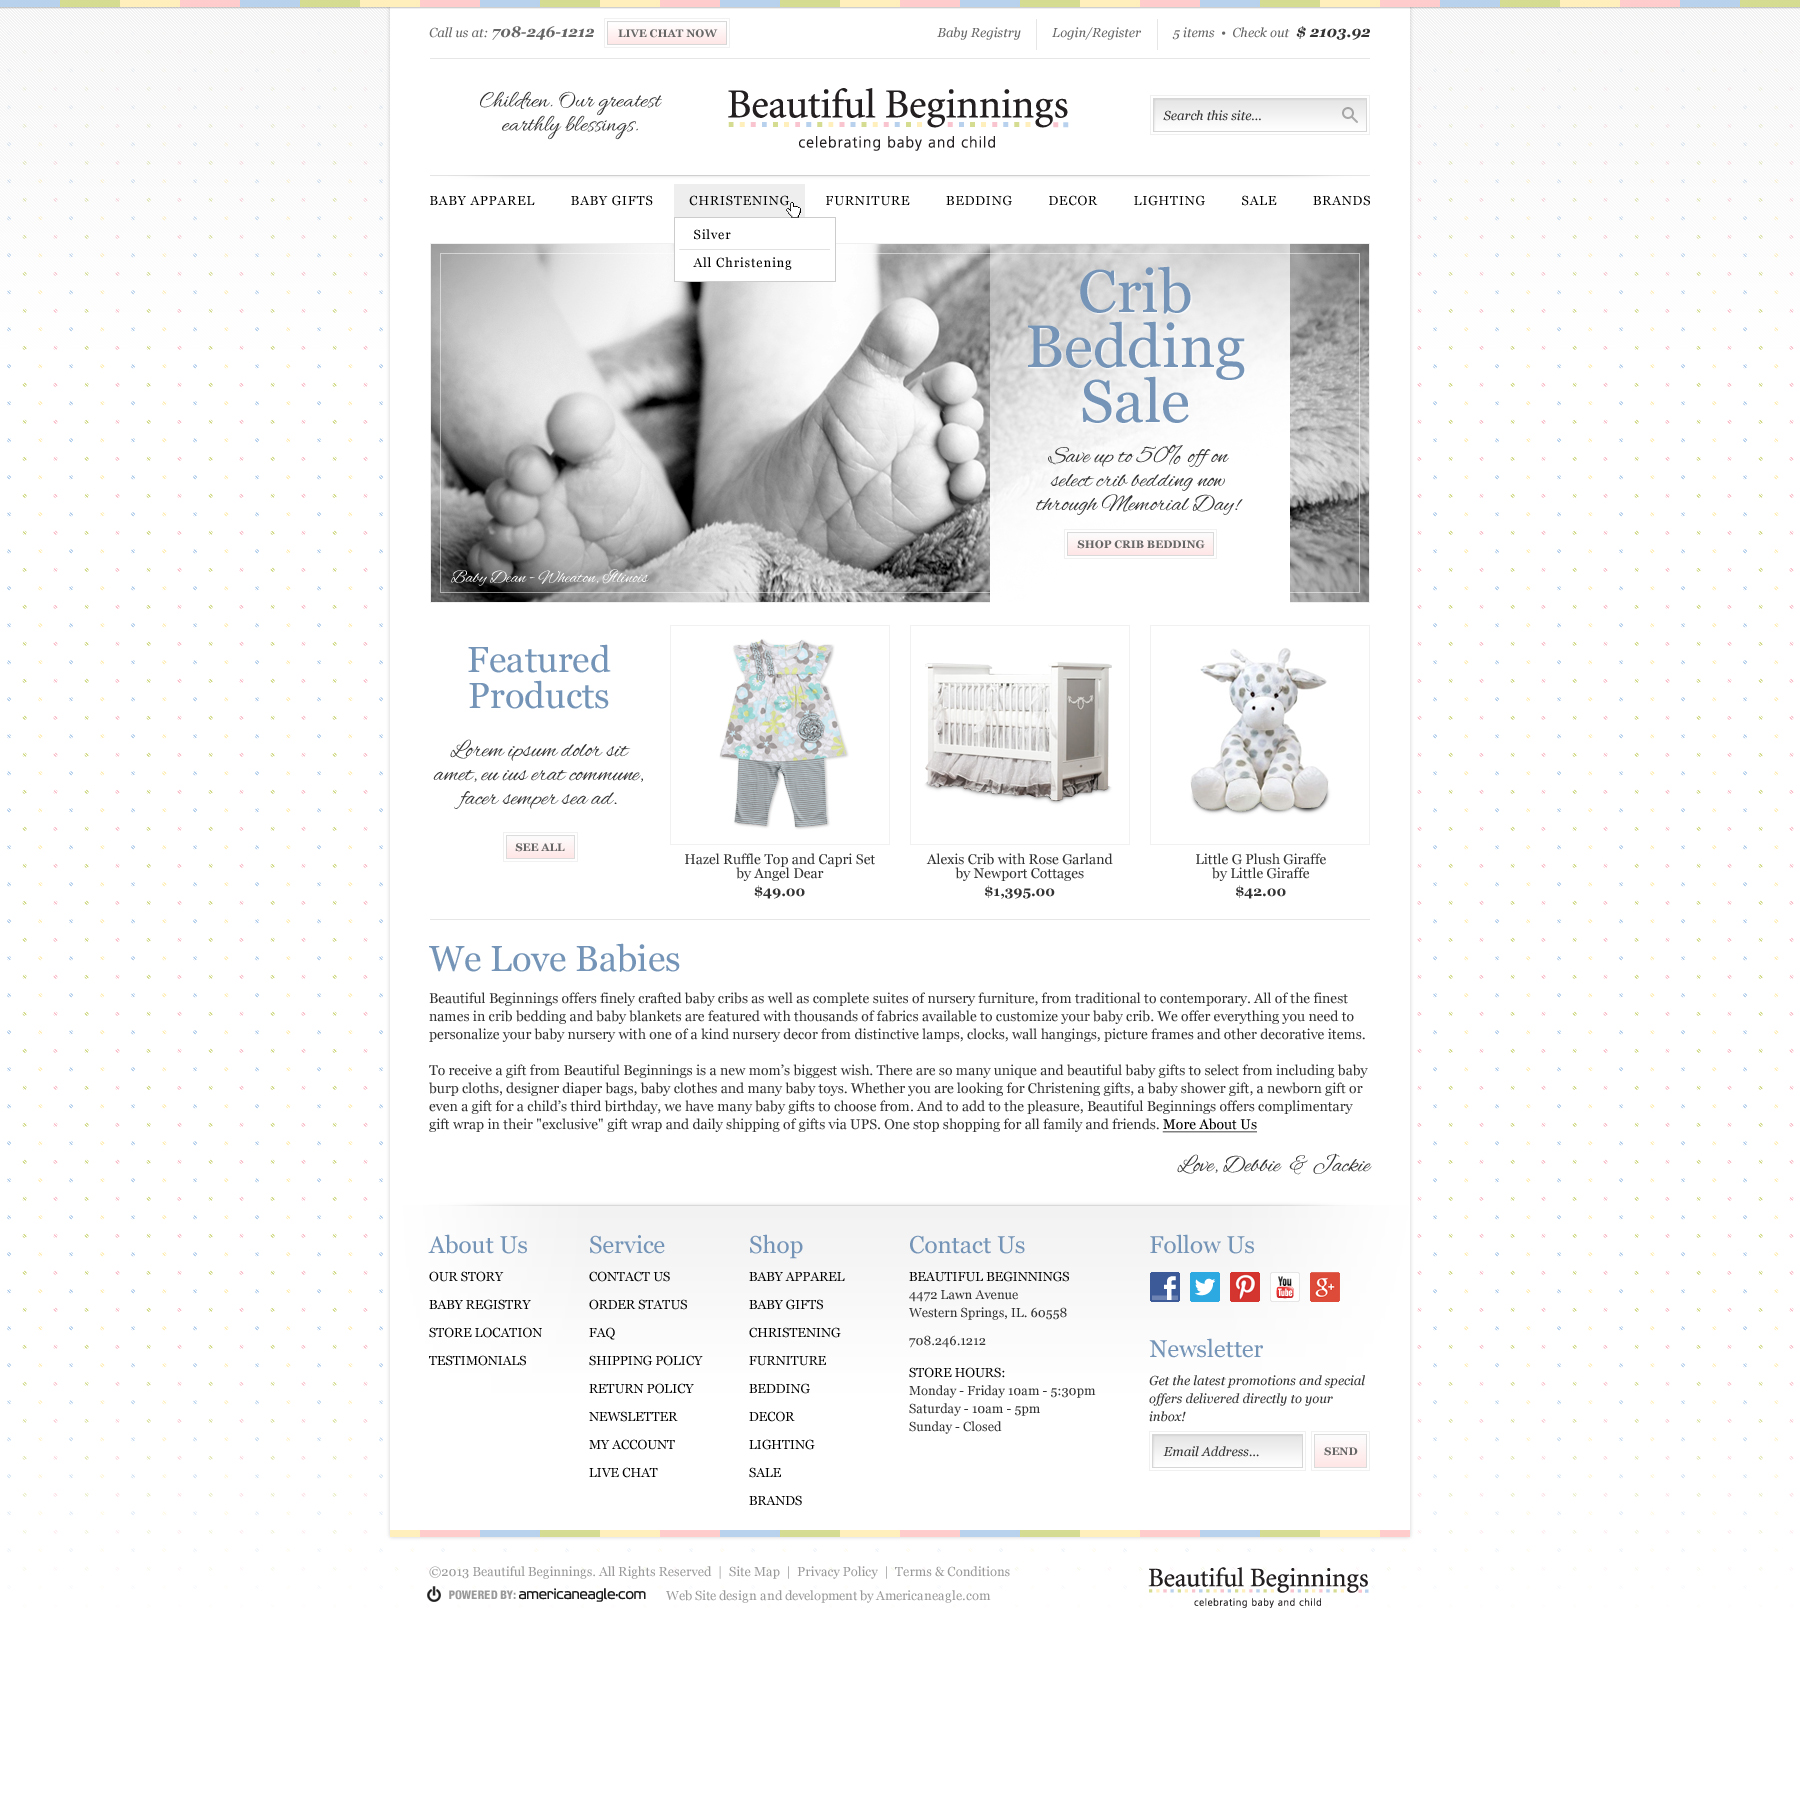 Call us at: 708-246-1212 LIVE CHAT NOW Baby Registry Login/Register 5 items • Check out $ 2103.92
Children. Our greatest
earthly blessings.
Beautiful Beginnings
celebrating baby and child
Search this site...
BABY APPAREL BABY GIFTS CHRISTENING FURNITURE BEDDING DECOR LIGHTING SALE BRANDS
Silver
All Christening
Crib
Bedding
Sale
Save up to 50% off on
select crib bedding now
through Memorial Day!
SHOP CRIB BEDDING
Baby Dean - Wheaton, Illinois
Featured
Products
Lorem ipsum dolor sit
amet, eu ius erat commune,
facer semper sea ad.
SEE ALL
Hazel Ruffle Top and Capri Set
by Angel Dear
$49.00
Alexis Crib with Rose Garland
by Newport Cottages
$1,395.00
Little G Plush Giraffe
by Little Giraffe
$42.00
We Love Babies
Beautiful Beginnings offers finely crafted baby cribs as well as complete suites of nursery furniture, from traditional to contemporary. All of the finest
names in crib bedding and baby blankets are featured with thousands of fabrics available to customize your baby crib. We offer everything you need to
personalize your baby nursery with one of a kind nursery decor from distinctive lamps, clocks, wall hangings, picture frames and other decorative items.
To receive a gift from Beautiful Beginnings is a new mom’s biggest wish. There are so many unique and beautiful baby gifts to select from including baby
burp cloths, designer diaper bags, baby clothes and many baby toys. Whether you are looking for Christening gifts, a baby shower gift, a newborn gift or
even a gift for a child’s third birthday, we have many baby gifts to choose from. And to add to the pleasure, Beautiful Beginnings offers complimentary
gift wrap in their "exclusive" gift wrap and daily shipping of gifts via UPS. One stop shopping for all family and friends. More About Us
Love, Debbie & Jackie
About Us
OUR STORY
BABY REGISTRY
STORE LOCATION
TESTIMONIALS
Service
CONTACT US
ORDER STATUS
FAQ
SHIPPING POLICY
RETURN POLICY
NEWSLETTER
MY ACCOUNT
LIVE CHAT
Shop
BABY APPAREL
BABY GIFTS
CHRISTENING
FURNITURE
BEDDING
DECOR
LIGHTING
SALE
BRANDS
Contact Us
BEAUTIFUL BEGINNINGS
4472 Lawn Avenue
Western Springs, IL. 60558
708.246.1212
STORE HOURS:
Monday - Friday 10am - 5:30pm
Saturday - 10am - 5pm
Sunday - Closed
Follow Us
f You Tube g+
Newsletter
Get the latest promotions and special
offers delivered directly to your
inbox!
Email Address... SEND
©2013 Beautiful Beginnings. All Rights Reserved | Site Map | Privacy Policy | Terms & Conditions
POWERED BY: americaneagle.com Web Site design and development by Americaneagle.com
Beautiful Beginnings
celebrating baby and child